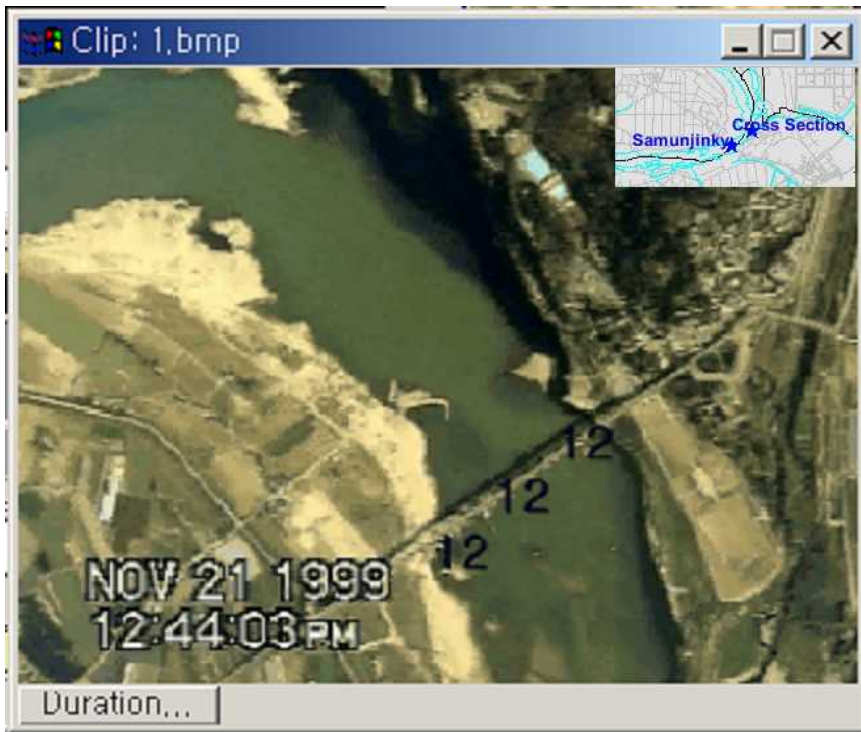 Clip: 1.bmp
Cross Section
Samunjinky
12
12
12
NOV 21 1999
12:44:03 PM
Duration...